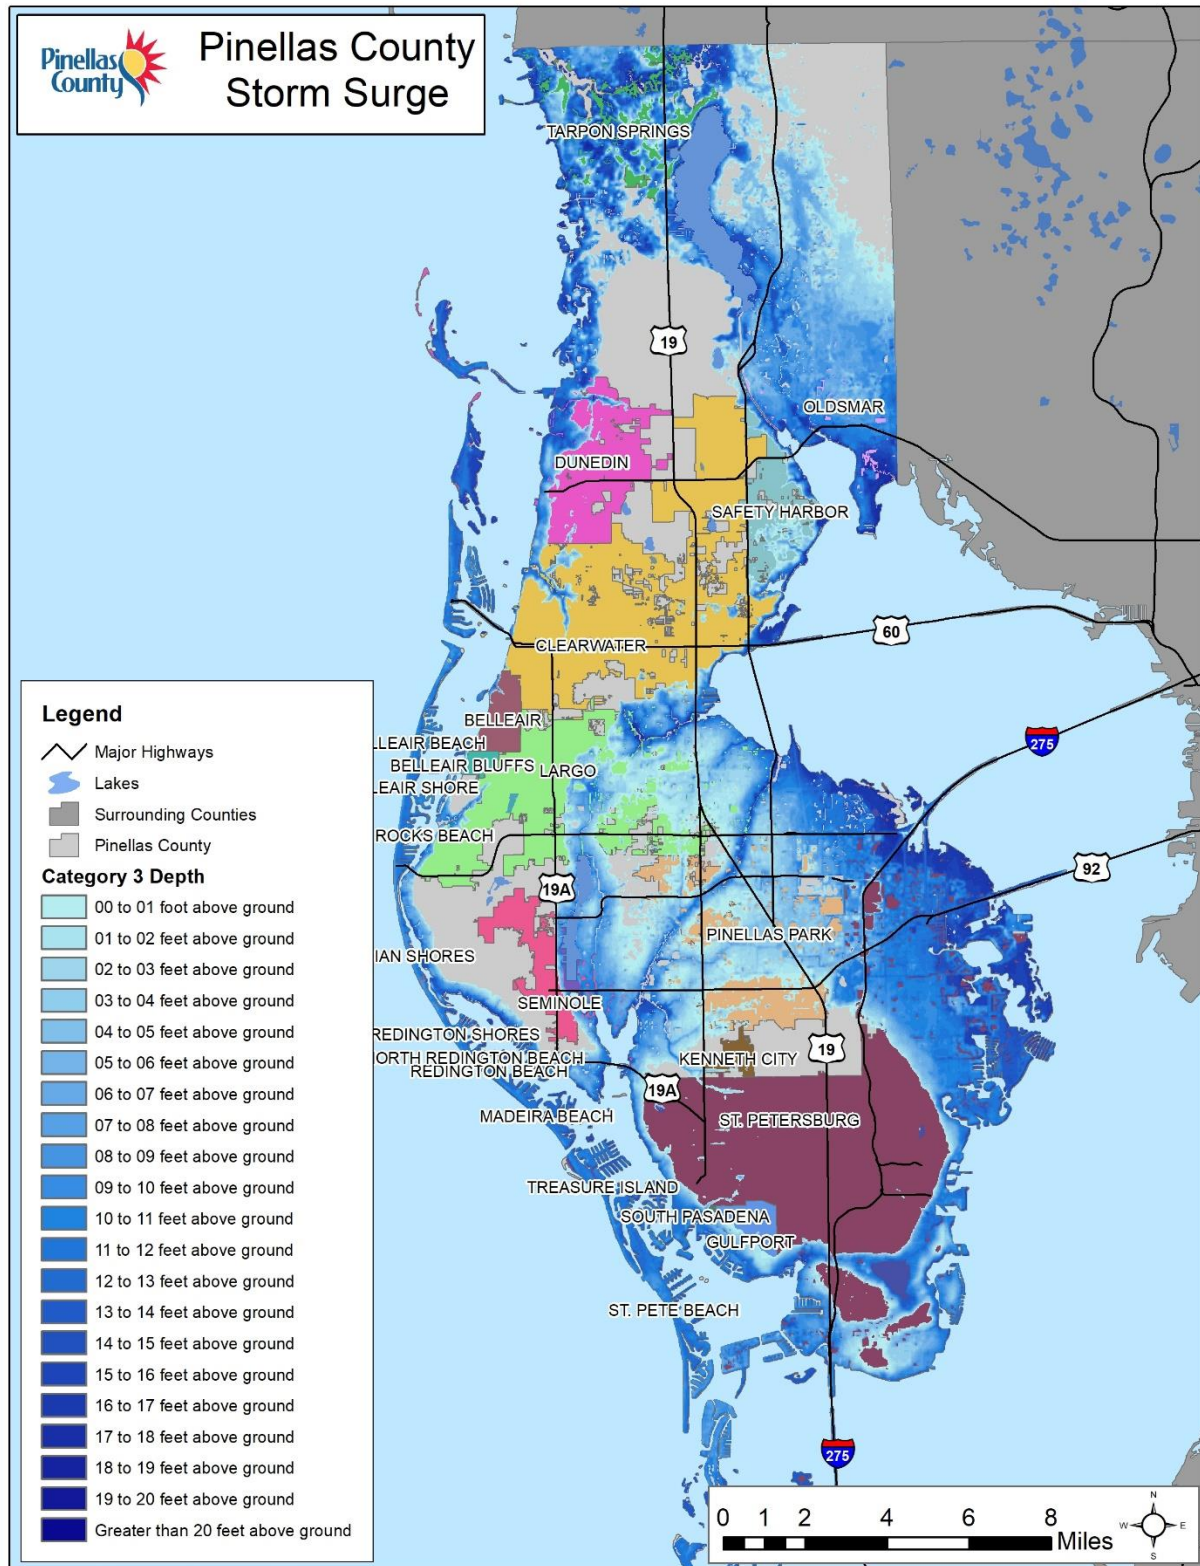 Pinellas
County
Pinellas County
Storm Surge
TARPON SPRINGS
19
OLDSMAR
DUNEDIN
SAFETY HARBOR
60
CLEARWATER
BELLEAIR
LLEAIR BEACH
BELLEAIR BLUFFS
LARGO
LEAIR SHORE
275
ROCKS BEACH
92
19A
PINELLAS PARK
IAN SHORES
SEMINOLE
REDINGTON SHORES
NORTH REDINGTON BEACH
REDINGTON BEACH
KENNETH CITY
19
19A
MADEIRA BEACH
ST. PETERSBURG
TREASURE ISLAND
SOUTH PASADENA
GULFPORT
ST. PETE BEACH
275
Legend
Major Highways
Lakes
Surrounding Counties
Pinellas County
Category 3 Depth
00 to 01 foot above ground
01 to 02 feet above ground
02 to 03 feet above ground
03 to 04 feet above ground
04 to 05 feet above ground
05 to 06 feet above ground
06 to 07 feet above ground
07 to 08 feet above ground
08 to 09 feet above ground
09 to 10 feet above ground
10 to 11 feet above ground
11 to 12 feet above ground
12 to 13 feet above ground
13 to 14 feet above ground
14 to 15 feet above ground
15 to 16 feet above ground
16 to 17 feet above ground
17 to 18 feet above ground
18 to 19 feet above ground
19 to 20 feet above ground
Greater than 20 feet above ground
0 1 2 4 6 8
Miles
N
W E
S